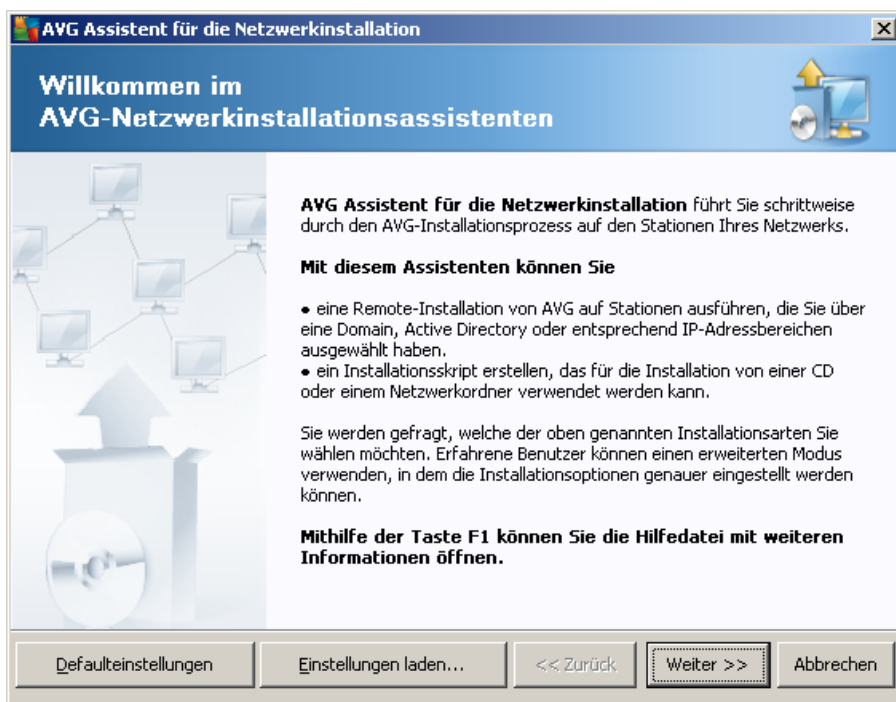 AVG Assistent für die Netzwerkinstallation
Willkommen im
AVG-Netzwerkinstallationsassistenten
AVG Assistent für die Netzwerkinstallation führt Sie schrittweise
durch den AVG-Installationsprozess auf den Stationen Ihres Netzwerks.
Mit diesem Assistenten können Sie
• eine Remote-Installation von AVG auf Stationen ausführen, die Sie über
eine Domain, Active Directory oder entsprechend IP-Adressbereichen
ausgewählt haben.
• ein Installationsskript erstellen, das für die Installation von einer CD
oder einem Netzwerkordner verwendet werden kann.
Sie werden gefragt, welche der oben genannten Installationsarten Sie
wählen möchten. Erfahrene Benutzer können einen erweiterten Modus
verwenden, in dem die Installationsoptionen genauer eingestellt werden
können.
Mithilfe der Taste F1 können Sie die Hilfedatei mit weiteren
Informationen öffnen.
Defaulteinstellungen Einstellungen laden... << Zurück Weiter >> Abbrechen